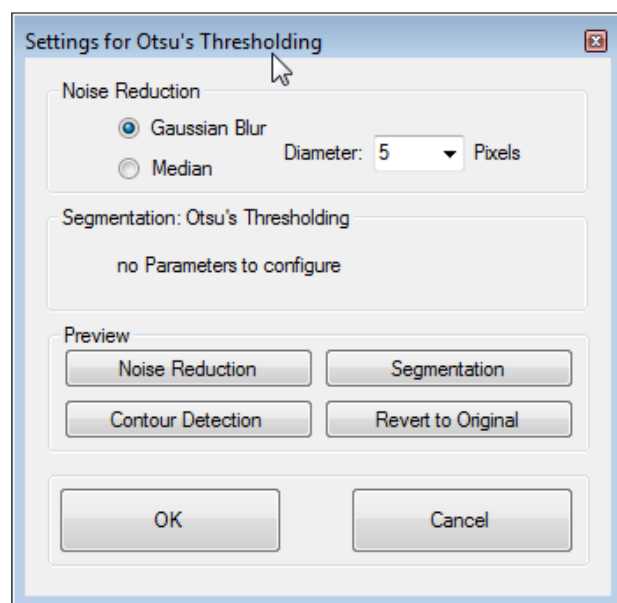 Settings for Otsu's Thresholding
Noise Reduction
Gaussian Blur
Median
Diameter: 5 Pixels
Segmentation: Otsu's Thresholding
no Parameters to configure
Preview
Noise Reduction Segmentation
Contour Detection Revert to Original
OK Cancel